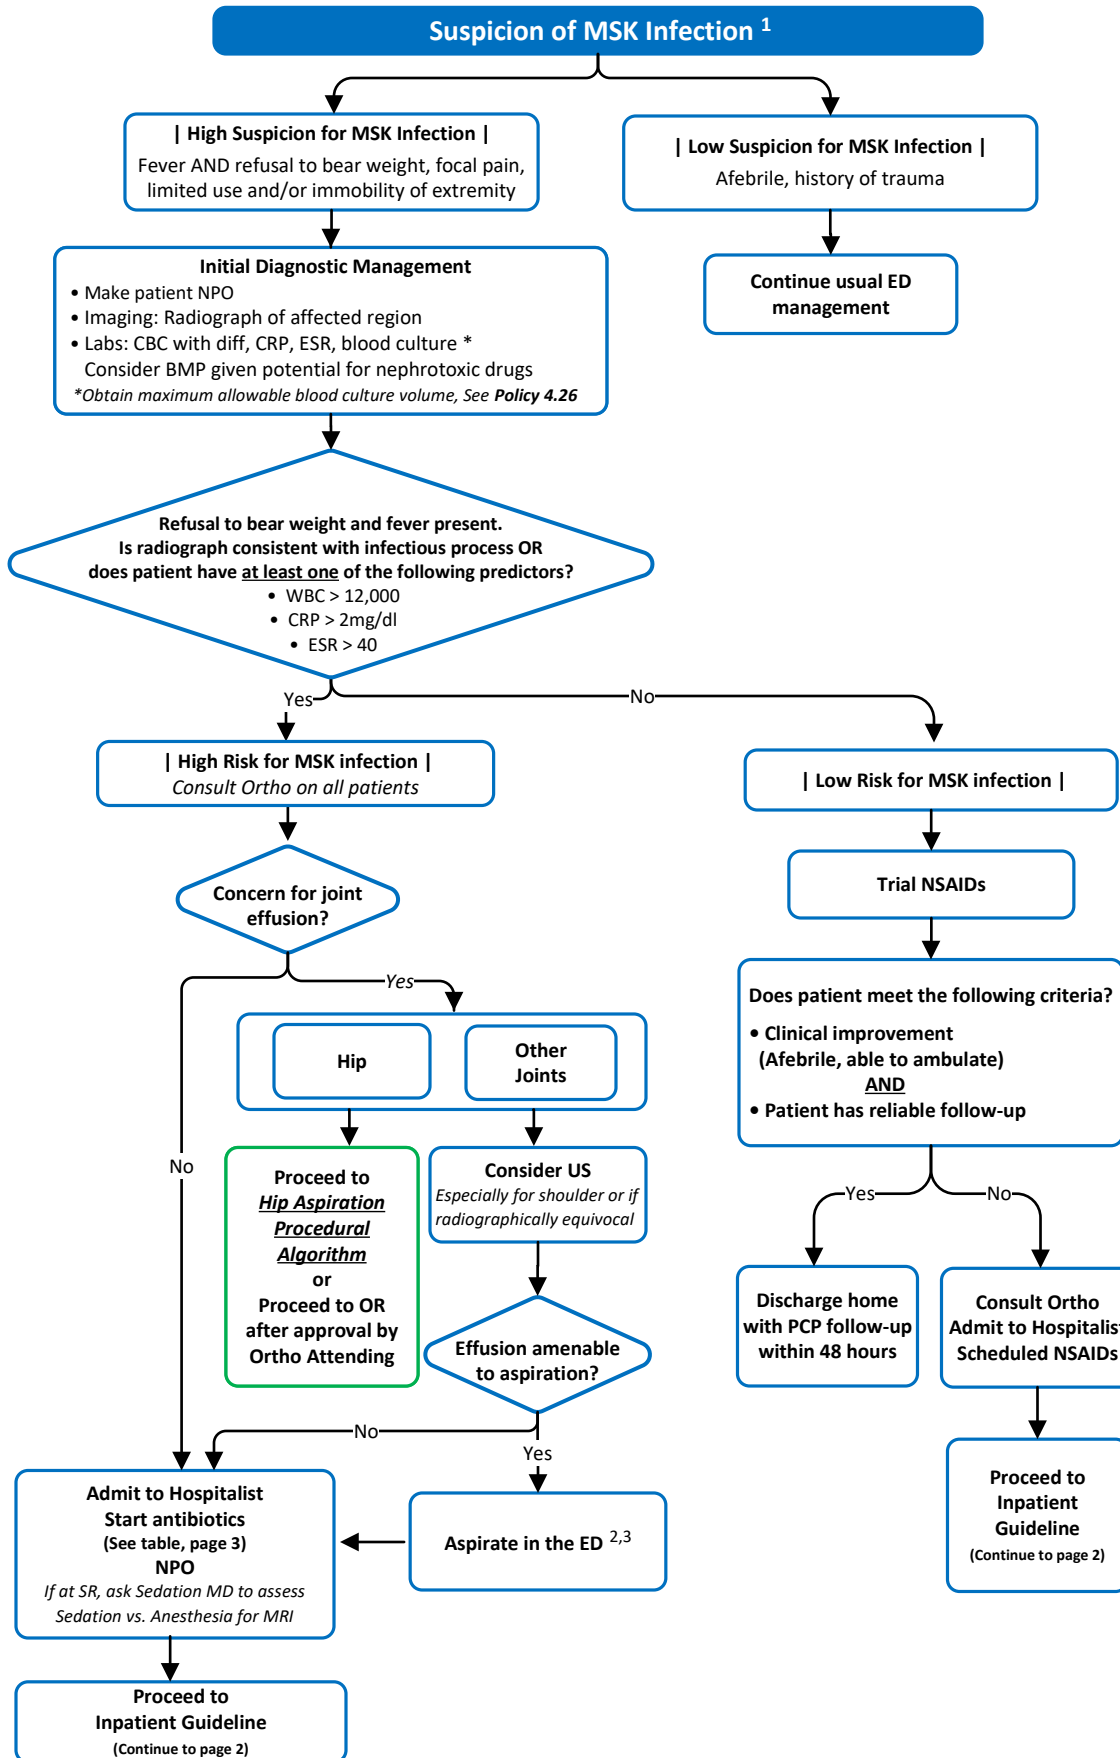 Suspicion of MSK Infection 1
| High Suspicion for MSK Infection |
Fever AND refusal to bear weight, focal pain,
limited use and/or immobility of extremity
| Low Suspicion for MSK Infection |
Afebrile, history of trauma
Initial Diagnostic Management
• Make patient NPO
• Imaging: Radiograph of affected region
• Labs: CBC with diff, CRP, ESR, blood culture *
Consider BMP given potential for nephrotoxic drugs
*Obtain maximum allowable blood culture volume, See Policy 4.26
Continue usual ED
management
Refusal to bear weight and fever present.
Is radiograph consistent with infectious process OR
does patient have at least one of the following predictors?
• WBC > 12,000
• CRP > 2mg/dl
• ESR > 40
Yes
No
| High Risk for MSK infection |
Consult Ortho on all patients
| Low Risk for MSK infection |
Concern for joint
effusion?
Trial NSAIDs
Yes
No
Hip
Other
Joints
Does patient meet the following criteria?
• Clinical improvement
(Afebrile, able to ambulate)
AND
• Patient has reliable follow-up
Proceed to
Hip Aspiration
Procedural
Algorithm
or
Proceed to OR
after approval by
Ortho Attending
Consider US
Especially for shoulder or if
radiographically equivocal
Yes
No
Effusion amenable
to aspiration?
Discharge home
with PCP follow-up
within 48 hours
Consult Ortho
Admit to Hospitalist
Scheduled NSAIDs
No
Yes
Admit to Hospitalist
Start antibiotics
(See table, page 3)
NPO
If at SR, ask Sedation MD to assess
Sedation vs. Anesthesia for MRI
Aspirate in the ED 2,3
Proceed to
Inpatient
Guideline
(Continue to page 2)
Proceed to
Inpatient Guideline
(Continue to page 2)